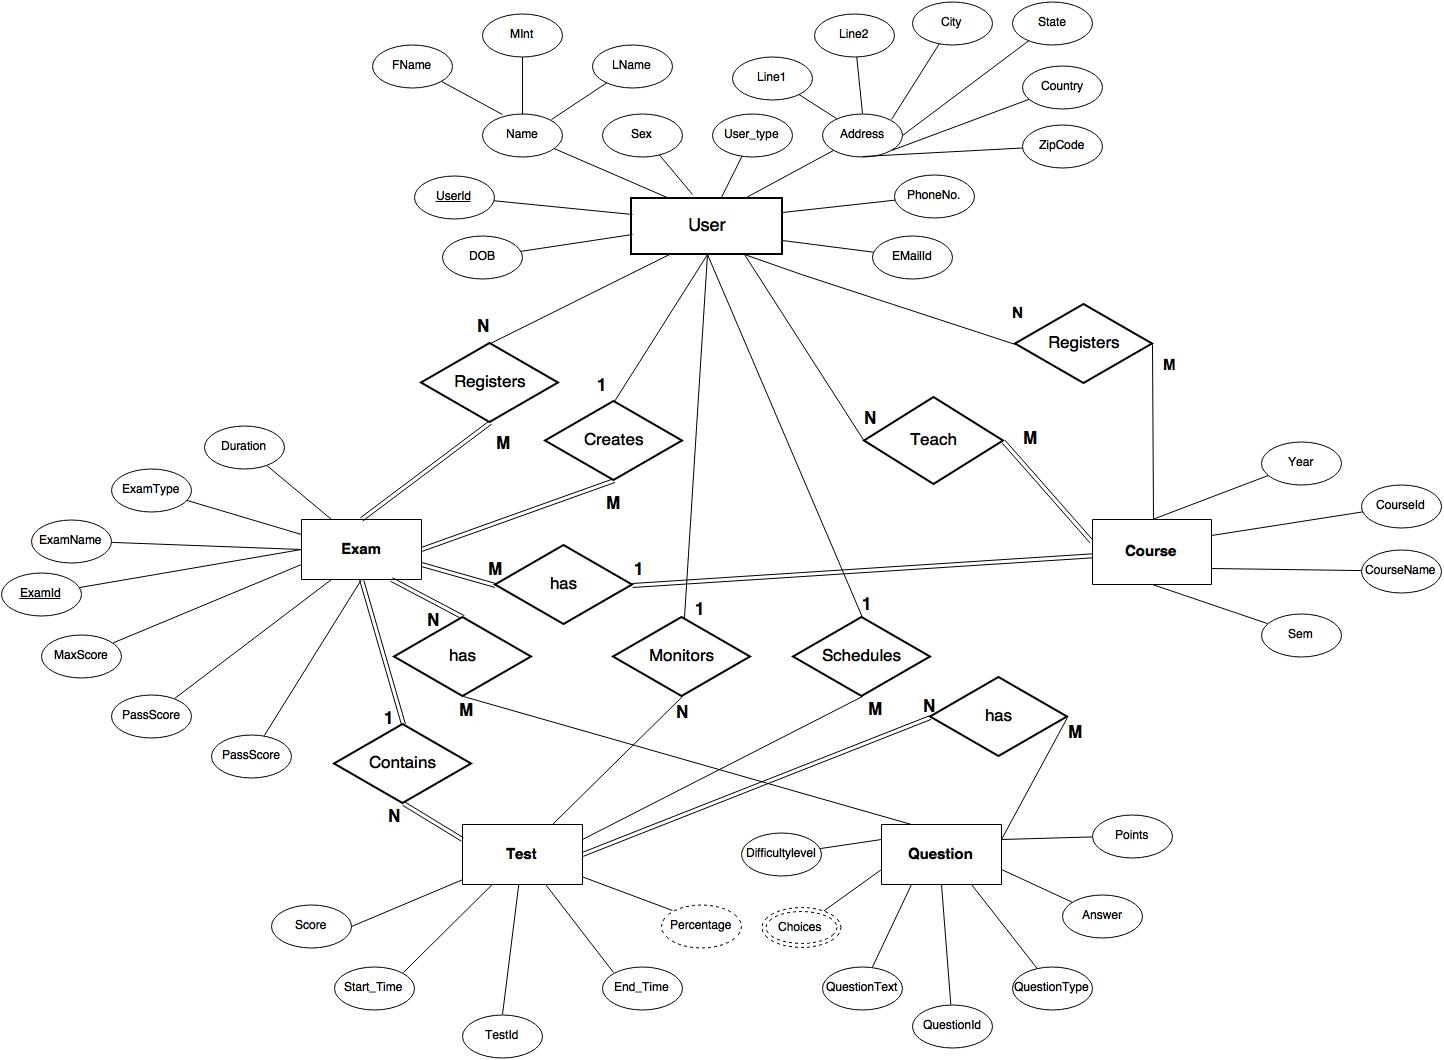 City
State
MInt
Line2
FName
LName
Line1
Country
Name
Sex
User_type
Address
ZipCode
UserId
PhoneNo.
User
DOB
EMailId
N
N
Registers
M
Registers
1
N
Creates
Teach
M
M
M
Duration
Year
ExamType
CourseId
ExamName
Exam
Course
M
has
1
CourseName
ExamId
1
1
N
Sem
MaxScore
has
Monitors
Schedules
PassScore
M
N
M
N
has
M
1
PassScore
Contains
N
Difficultylevel
Points
Test
Question
Score
Percentage
Choices
Answer
Start_Time
End_Time
QuestionText
QuestionType
TestId
QuestionId